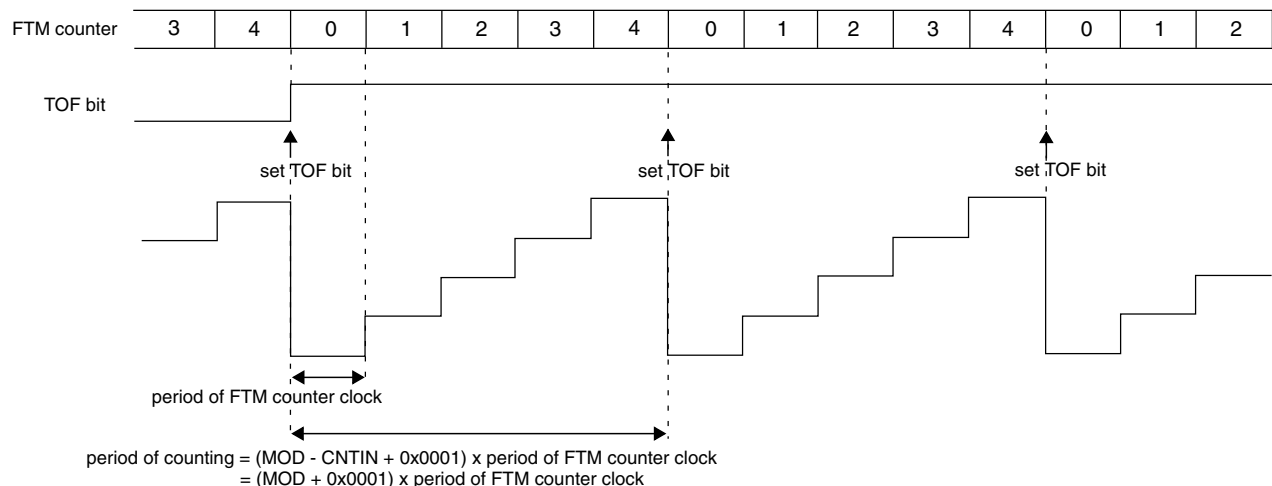 FTM counter 3 4 0 1 2 3 4 0 1 2 3 4 0 1 2
TOF bit
set TOF bit set TOF bit set TOF bit
period of FTM counter clock
period of counting = (MOD - CNTIN + 0x0001) x period of FTM counter clock
= (MOD + 0x0001) x period of FTM counter clock